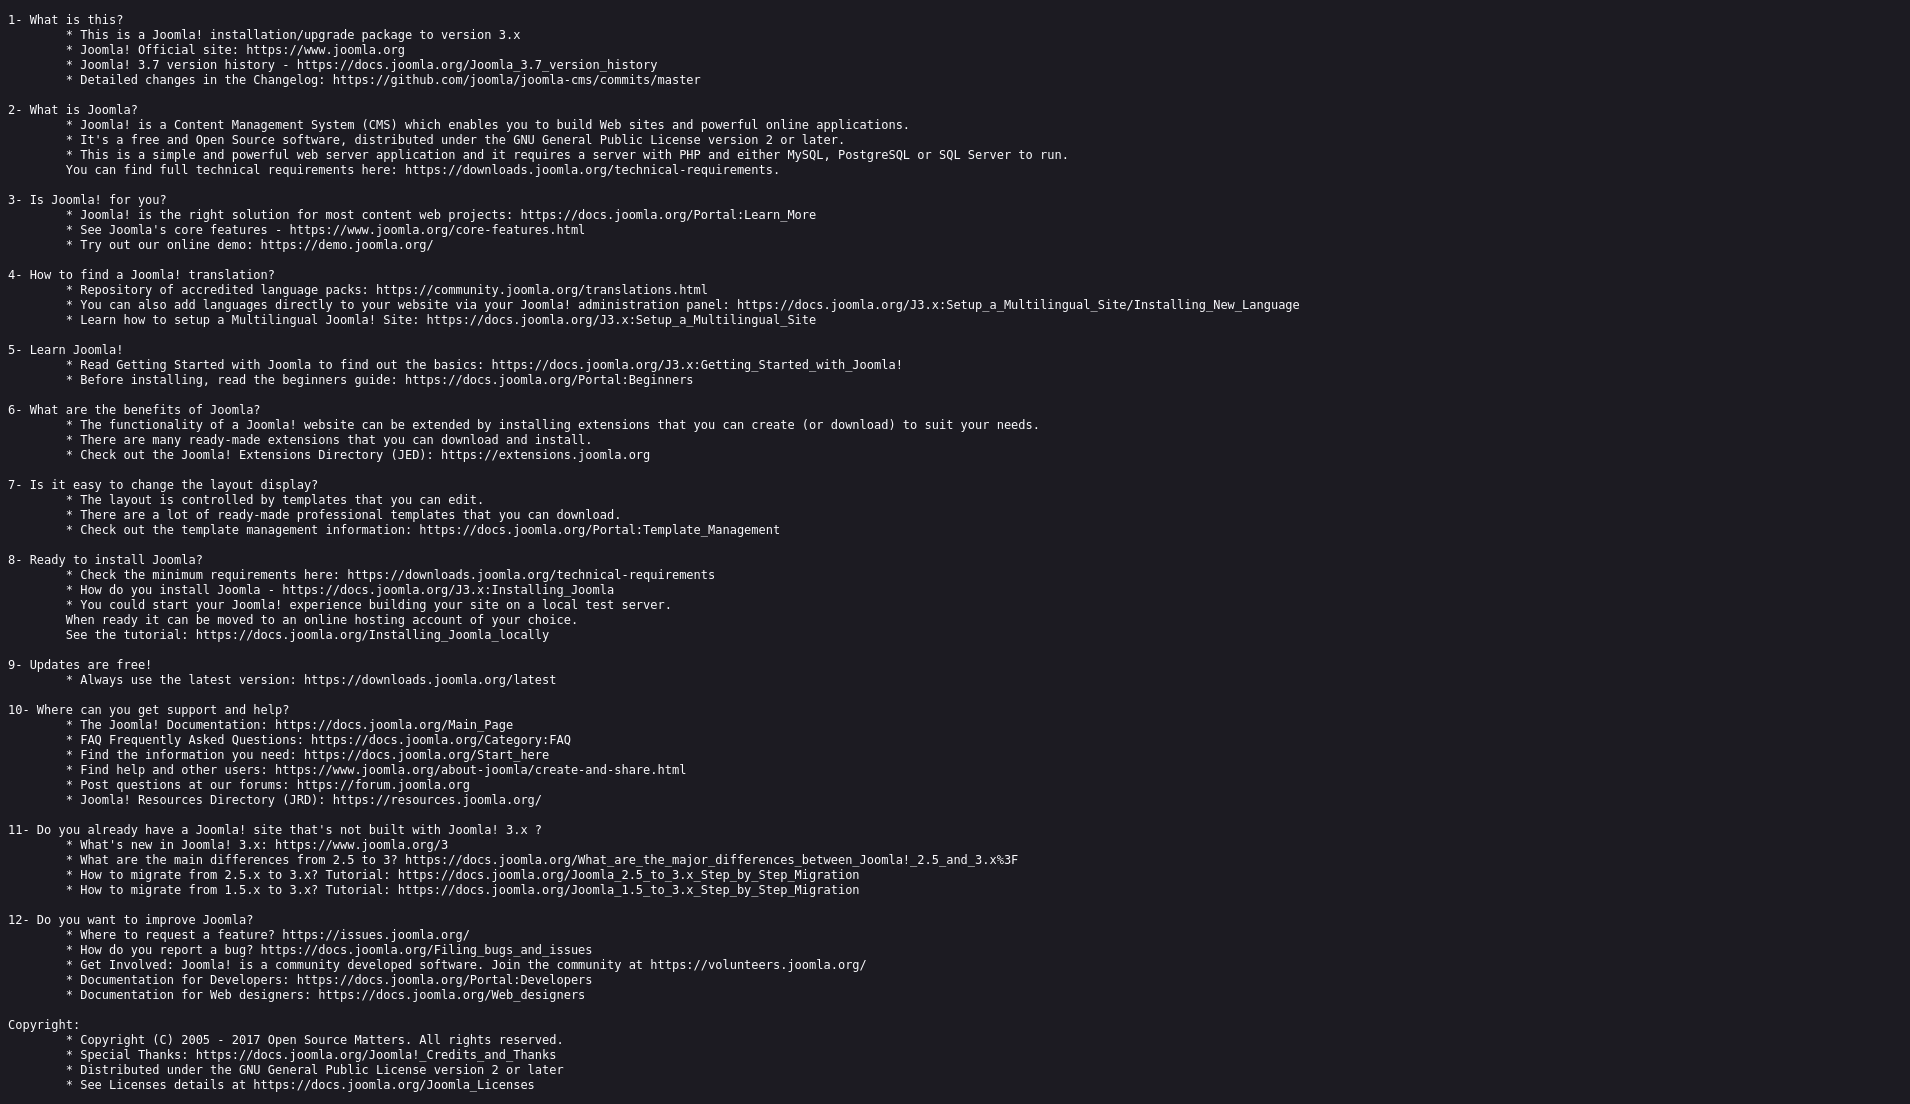 1- What is this?
* This is a Joomla! installation/upgrade package to version 3.x
* Joomla! Official site: https://www.joomla.org
* Joomla! 3.7 version history - https://docs.joomla.org/Joomla_3.7_version_history
* Detailed changes in the Changelog: https://github.com/joomla/joomla-cms/commits/master
2- What is Joomla?
* Joomla! is a Content Management System (CMS) which enables you to build Web sites and powerful online applications.
* It's a free and Open Source software, distributed under the GNU General Public License version 2 or later.
* This is a simple and powerful web server application and it requires a server with PHP and either MySQL, PostgreSQL or SQL Server to run.
You can find full technical requirements here: https://downloads.joomla.org/technical-requirements.
3- Is Joomla! for you?
* Joomla! is the right solution for most content web projects: https://docs.joomla.org/Portal:Learn_More
* See Joomla's core features - https://www.joomla.org/core-features.html
* Try out our online demo: https://demo.joomla.org/
4- How to find a Joomla! translation?
* Repository of accredited language packs: https://community.joomla.org/translations.html
* You can also add languages directly to your website via your Joomla! administration panel: https://docs.joomla.org/J3.x:Setup_a_Multilingual_Site/Installing_New_Language
* Learn how to setup a Multilingual Joomla! Site: https://docs.joomla.org/J3.x:Setup_a_Multilingual_Site
5- Learn Joomla!
* Read Getting Started with Joomla to find out the basics: https://docs.joomla.org/J3.x:Getting_Started_with_Joomla!
* Before installing, read the beginners guide: https://docs.joomla.org/Portal:Beginners
6- What are the benefits of Joomla?
* The functionality of a Joomla! website can be extended by installing extensions that you can create (or download) to suit your needs.
* There are many ready-made extensions that you can download and install.
* Check out the Joomla! Extensions Directory (JED): https://extensions.joomla.org
7- Is it easy to change the layout display?
* The layout is controlled by templates that you can edit.
* There are a lot of ready-made professional templates that you can download.
* Check out the template management information: https://docs.joomla.org/Portal:Template_Management
8- Ready to install Joomla?
* Check the minimum requirements here: https://downloads.joomla.org/technical-requirements
* How do you install Joomla - https://docs.joomla.org/J3.x:Installing_Joomla
* You could start your Joomla! experience building your site on a local test server.
When ready it can be moved to an online hosting account of your choice.
See the tutorial: https://docs.joomla.org/Installing_Joomla_locally
9- Updates are free!
* Always use the latest version: https://downloads.joomla.org/latest
10- Where can you get support and help?
* The Joomla! Documentation: https://docs.joomla.org/Main_Page
* FAQ Frequently Asked Questions: https://docs.joomla.org/Category:FAQ
* Find the information you need: https://docs.joomla.org/Start_here
* Find help and other users: https://www.joomla.org/about-joomla/create-and-share.html
* Post questions at our forums: https://forum.joomla.org
* Joomla! Resources Directory (JRD): https://resources.joomla.org/
11- Do you already have a Joomla! site that's not built with Joomla! 3.x ?
* What's new in Joomla! 3.x: https://www.joomla.org/3
* What are the main differences from 2.5 to 3? https://docs.joomla.org/What_are_the_major_differences_between_Joomla!_2.5_and_3.x%3F
* How to migrate from 2.5.x to 3.x? Tutorial: https://docs.joomla.org/Joomla_2.5_to_3.x_Step_by_Step_Migration
* How to migrate from 1.5.x to 3.x? Tutorial: https://docs.joomla.org/Joomla_1.5_to_3.x_Step_by_Step_Migration
12- Do you want to improve Joomla?
* Where to request a feature? https://issues.joomla.org/
* How do you report a bug? https://docs.joomla.org/Filing_bugs_and_issues
* Get Involved: Joomla! is a community developed software. Join the community at https://volunteers.joomla.org/
* Documentation for Developers: https://docs.joomla.org/Portal:Developers
* Documentation for Web designers: https://docs.joomla.org/Web_designers
Copyright:
* Copyright (C) 2005 - 2017 Open Source Matters. All rights reserved.
* Special Thanks: https://docs.joomla.org/Joomla!_Credits_and_Thanks
* Distributed under the GNU General Public License version 2 or later
* See Licenses details at https://docs.joomla.org/Joomla_Licenses